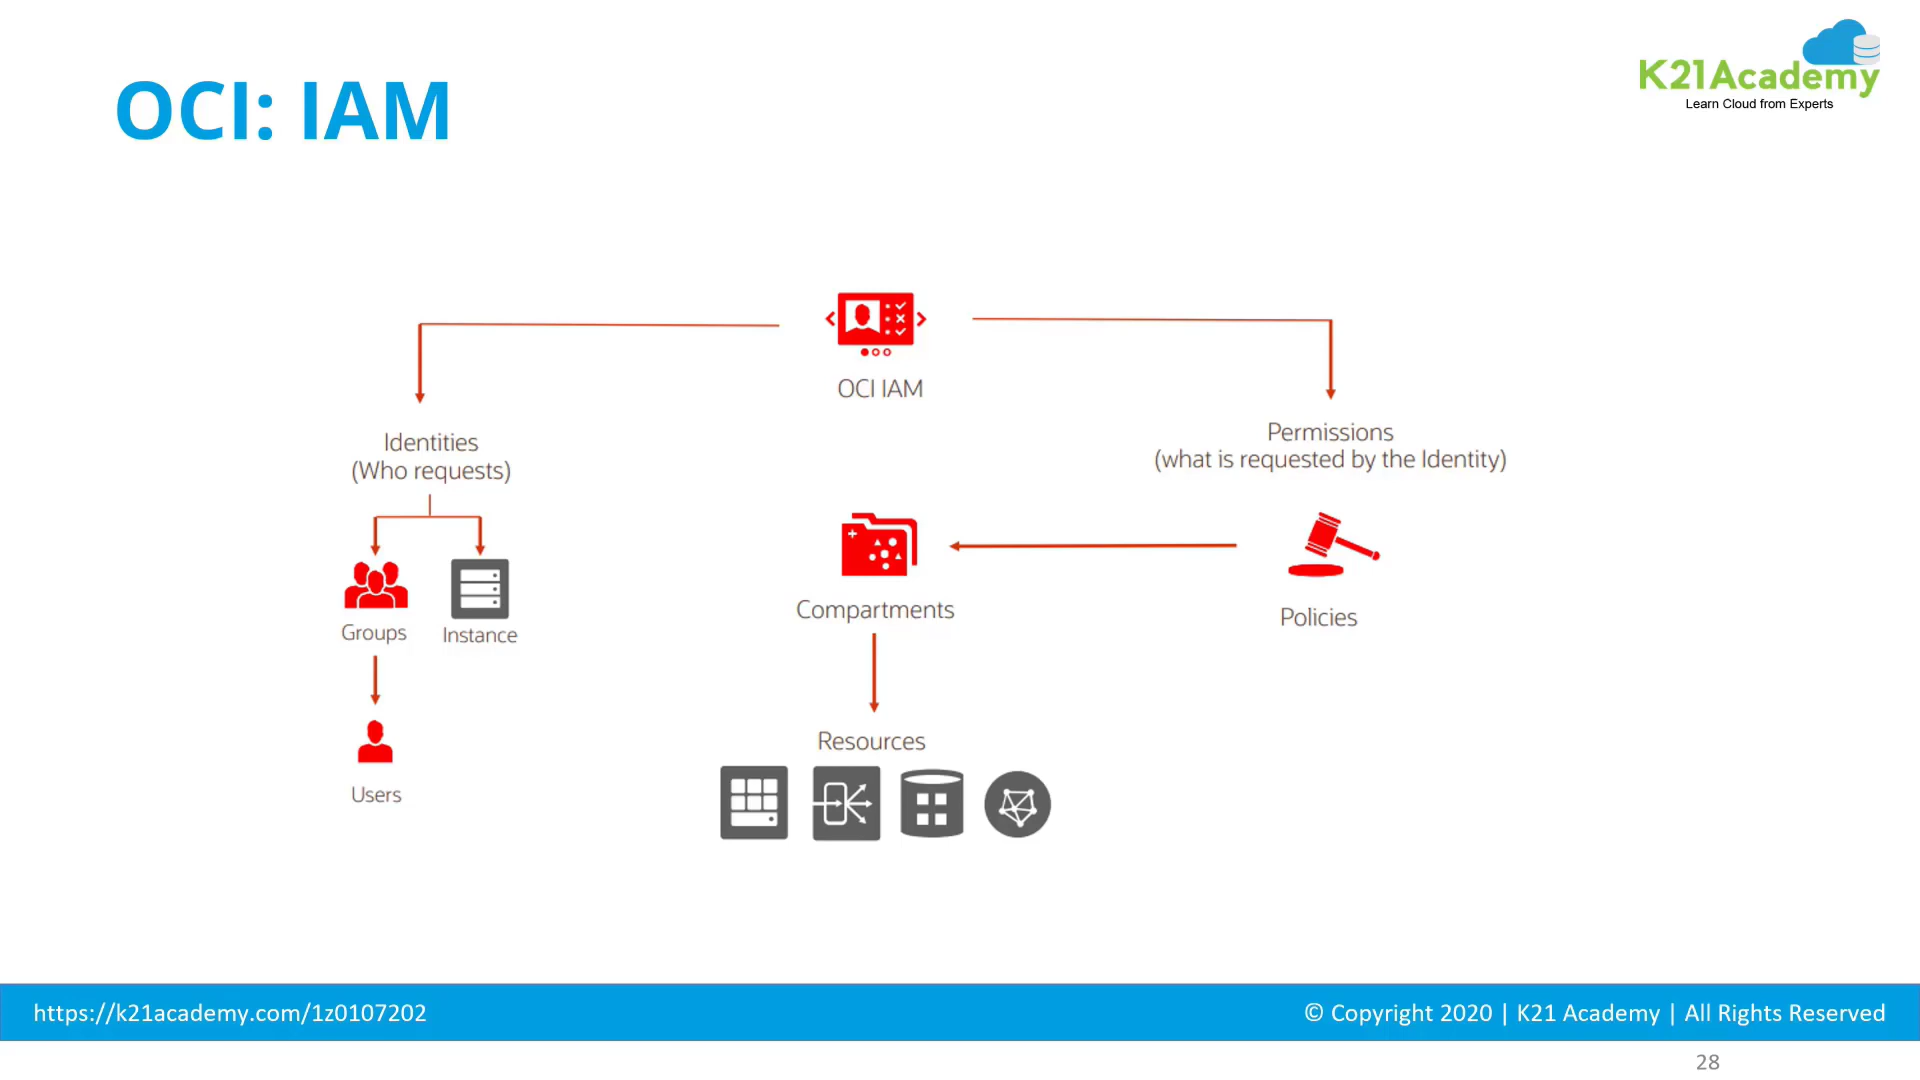 OCI: IAM
K21Academy
Learn Cloud from Experts
OCI IAM
Identities
(Who requests)
Permissions
(what is requested by the Identity)
Groups
Instance
Compartments
Policies
Users
Resources
https://k21academy.com/1z0107202
© Copyright 2020 | K21 Academy | All Rights Reserved
28